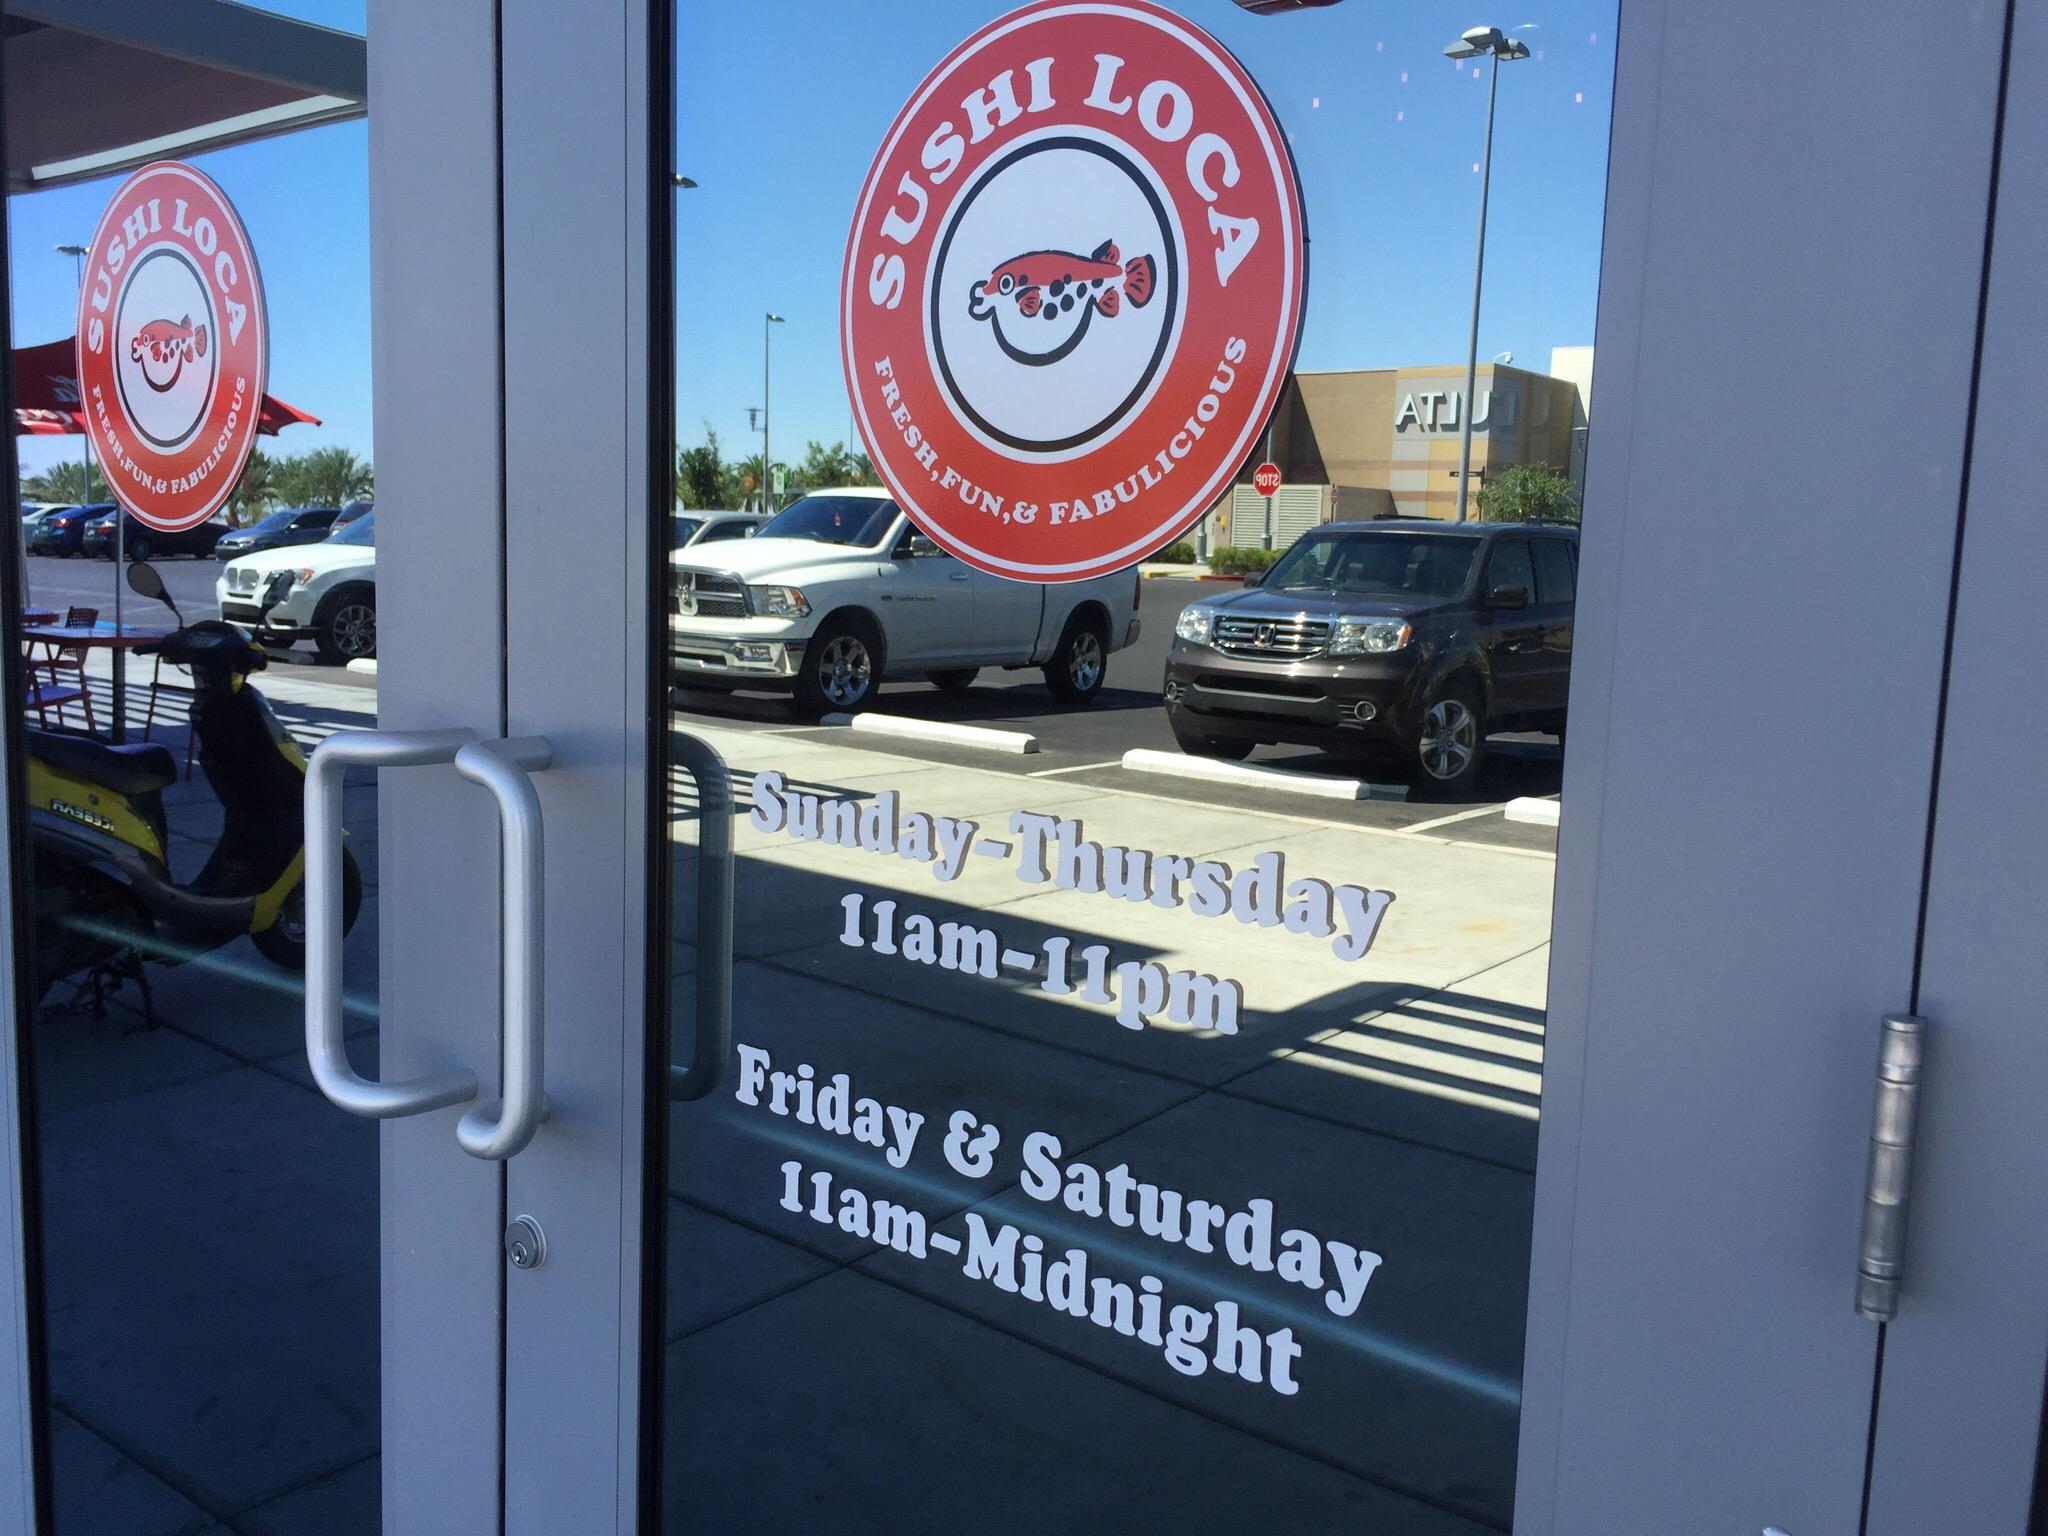 SUSHI LOCA
FRESH, FUN, & FABULICIOUS
SUSHI LOCA
FRESH, FUN, & FABULICIOUS
ULTA
STOP
Sunday-Thursday
11am-11pm
Friday & Saturday
11am-Midnight